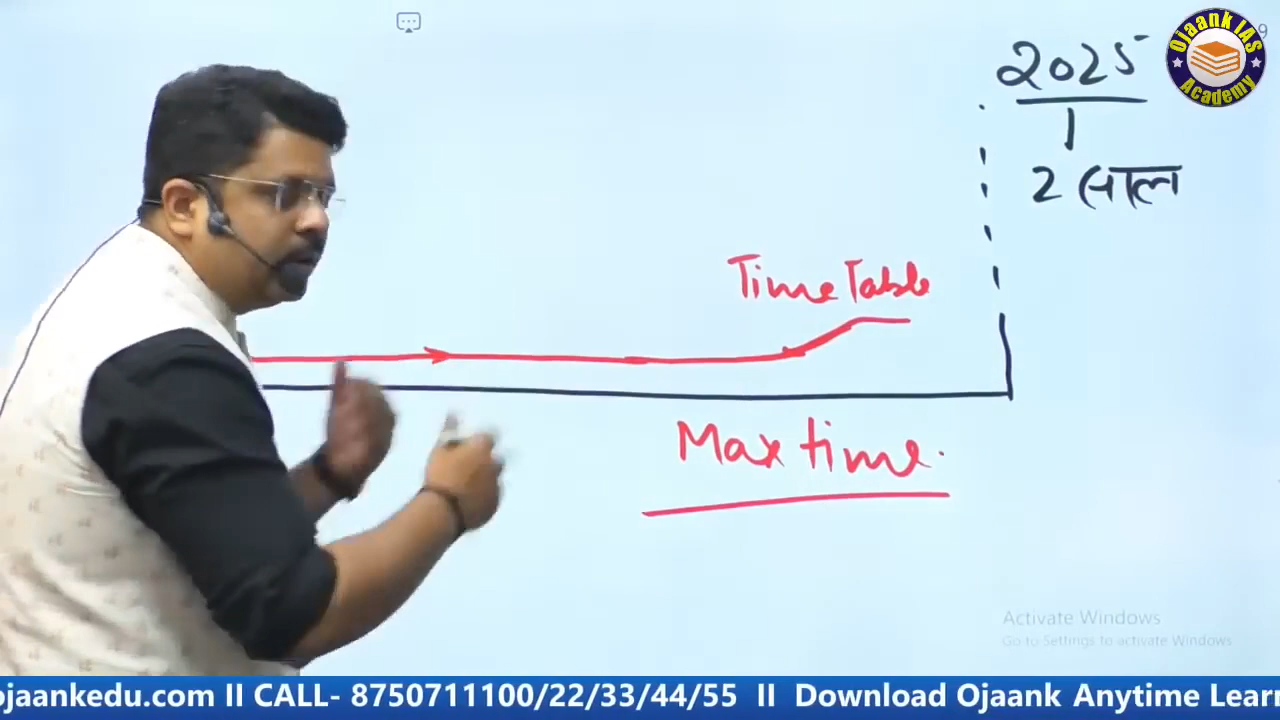 2025
1
2 साल
Ojaank IAS
Academy
Time Table
Max time.
Activate Windows
Go to Settings to activate Windows
ojaankedu.com II CALL- 8750711100/22/33/44/55 II Download Ojaank Anytime Lear